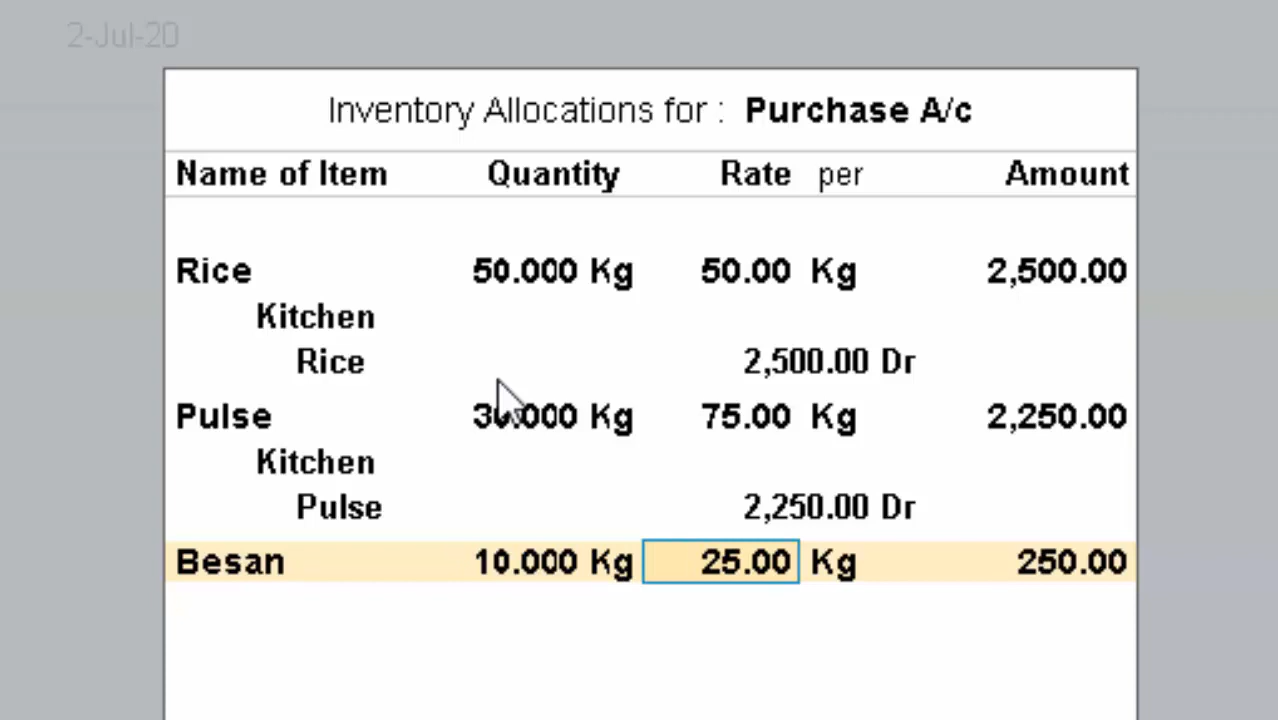 2-Jul-20
Inventory Allocations for : Purchase A/c
Name of Item Quantity Rate per Amount
Rice 50.000 Kg 50.00 Kg 2,500.00
Kitchen
Rice 2,500.00 Dr
Pulse 30.000 Kg 75.00 Kg 2,250.00
Kitchen
Pulse 2,250.00 Dr
Besan 10.000 Kg 25.00 Kg 250.00